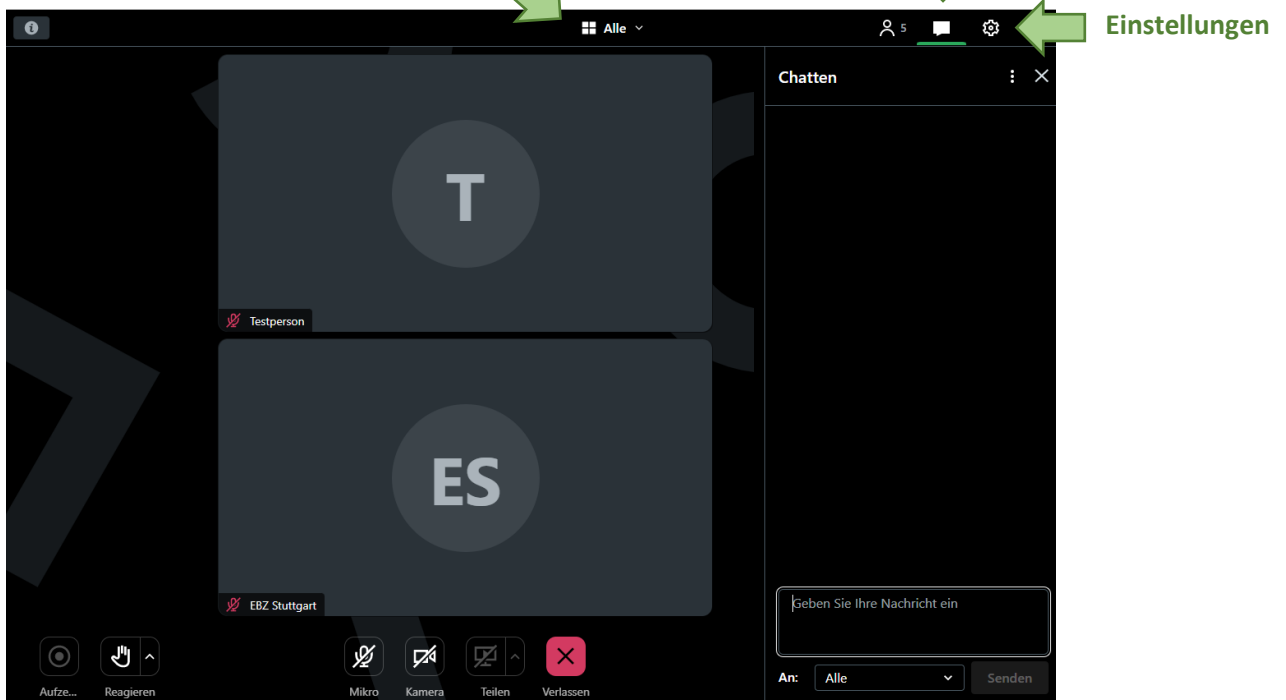 Alle
5
Einstellungen
Chatten
T
Testperson
ES
EBZ Stuttgart
Geben Sie Ihre Nachricht ein
An: Alle Senden
Aufze... Reagieren Mikro Kamera Teilen Verlassen